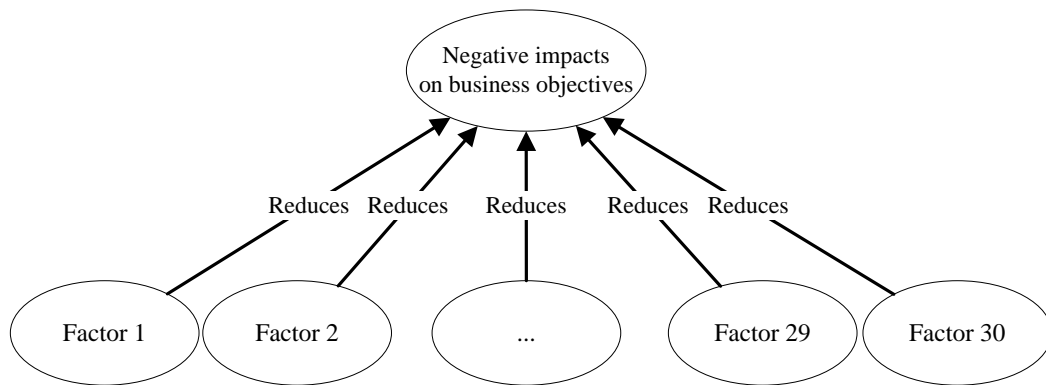 Negative impacts
on business objectives
Reduces Reduces Reduces Reduces Reduces
Factor 1 Factor 2 ... Factor 29 Factor 30